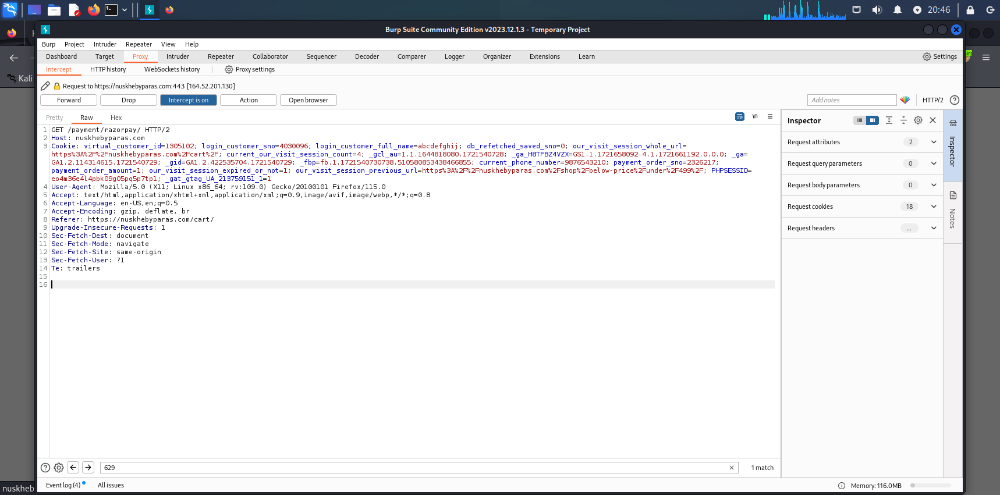 20:46
Burp Suite Community Edition v2023.12.1.3 - Temporary Project
Burp Project Intruder Repeater View Help
Dashboard Target Proxy Intruder Repeater Collaborator Sequencer Decoder Comparer Logger Organizer Extensions Learn Settings
Intercept HTTP history WebSockets history Proxy settings
Kali
Request to https://nuskhebyparas.com:443 [164.52.201.130]
Forward Drop Intercept is on Action Open browser Add notes HTTP/2
Pretty Raw Hex \n
Inspector
1 GET /payment/razorpay/ HTTP/2
2 Host: nuskhebyparas.com
3 Cookie: virtual_customer_id=1305102; login_customer_sno=4030096; login_customer_full_name=abcdefghij; db_refetched_saved_sno=0; our_visit_session_whole_url=
https%3A%2F%2Fnuskhebyparas.com%2Fcart%2F; current_our_visit_session_count=4; _gcl_au=1.1.1644818080.1721540728; _ga_H8TFBZ4VZX=GS1.1.1721658092.4.1.1721661192.0.0.0; _ga=
GA1.2.114314615.1721540729; _gid=GA1.2.422535704.1721540729; _fbp=fb.1.1721540730738.510580853438466855; current_phone_number=9876543210; payment_order_sno=2326217;
payment_order_amount=1; our_visit_session_expired_or_not=1; our_visit_session_previous_url=https%3A%2F%2Fnuskhebyparas.com%2Fshop%2Fbelow-price%2Funder%2F499%2F; PHPSESSID=
eo4m36e4l4pbk09g05pq5p7tp1; _gat_gtag_UA_213759151_1=1
4 User-Agent: Mozilla/5.0 (X11; Linux x86_64; rv:109.0) Gecko/20100101 Firefox/115.0
5 Accept: text/html,application/xhtml+xml,application/xml;q=0.9,image/avif,image/webp,*/*;q=0.8
6 Accept-Language: en-US,en;q=0.5
7 Accept-Encoding: gzip, deflate, br
8 Referer: https://nuskhebyparas.com/cart/
9 Upgrade-Insecure-Requests: 1
10 Sec-Fetch-Dest: document
11 Sec-Fetch-Mode: navigate
12 Sec-Fetch-Site: same-origin
13 Sec-Fetch-User: ?1
14 Te: trailers
15
16
Request attributes 2
Request query parameters 0
Request body parameters 0
Request cookies 18
Request headers ...
Inspector
Notes
629 1 match
Event log (4) All issues Memory: 116.0MB
nuskheb